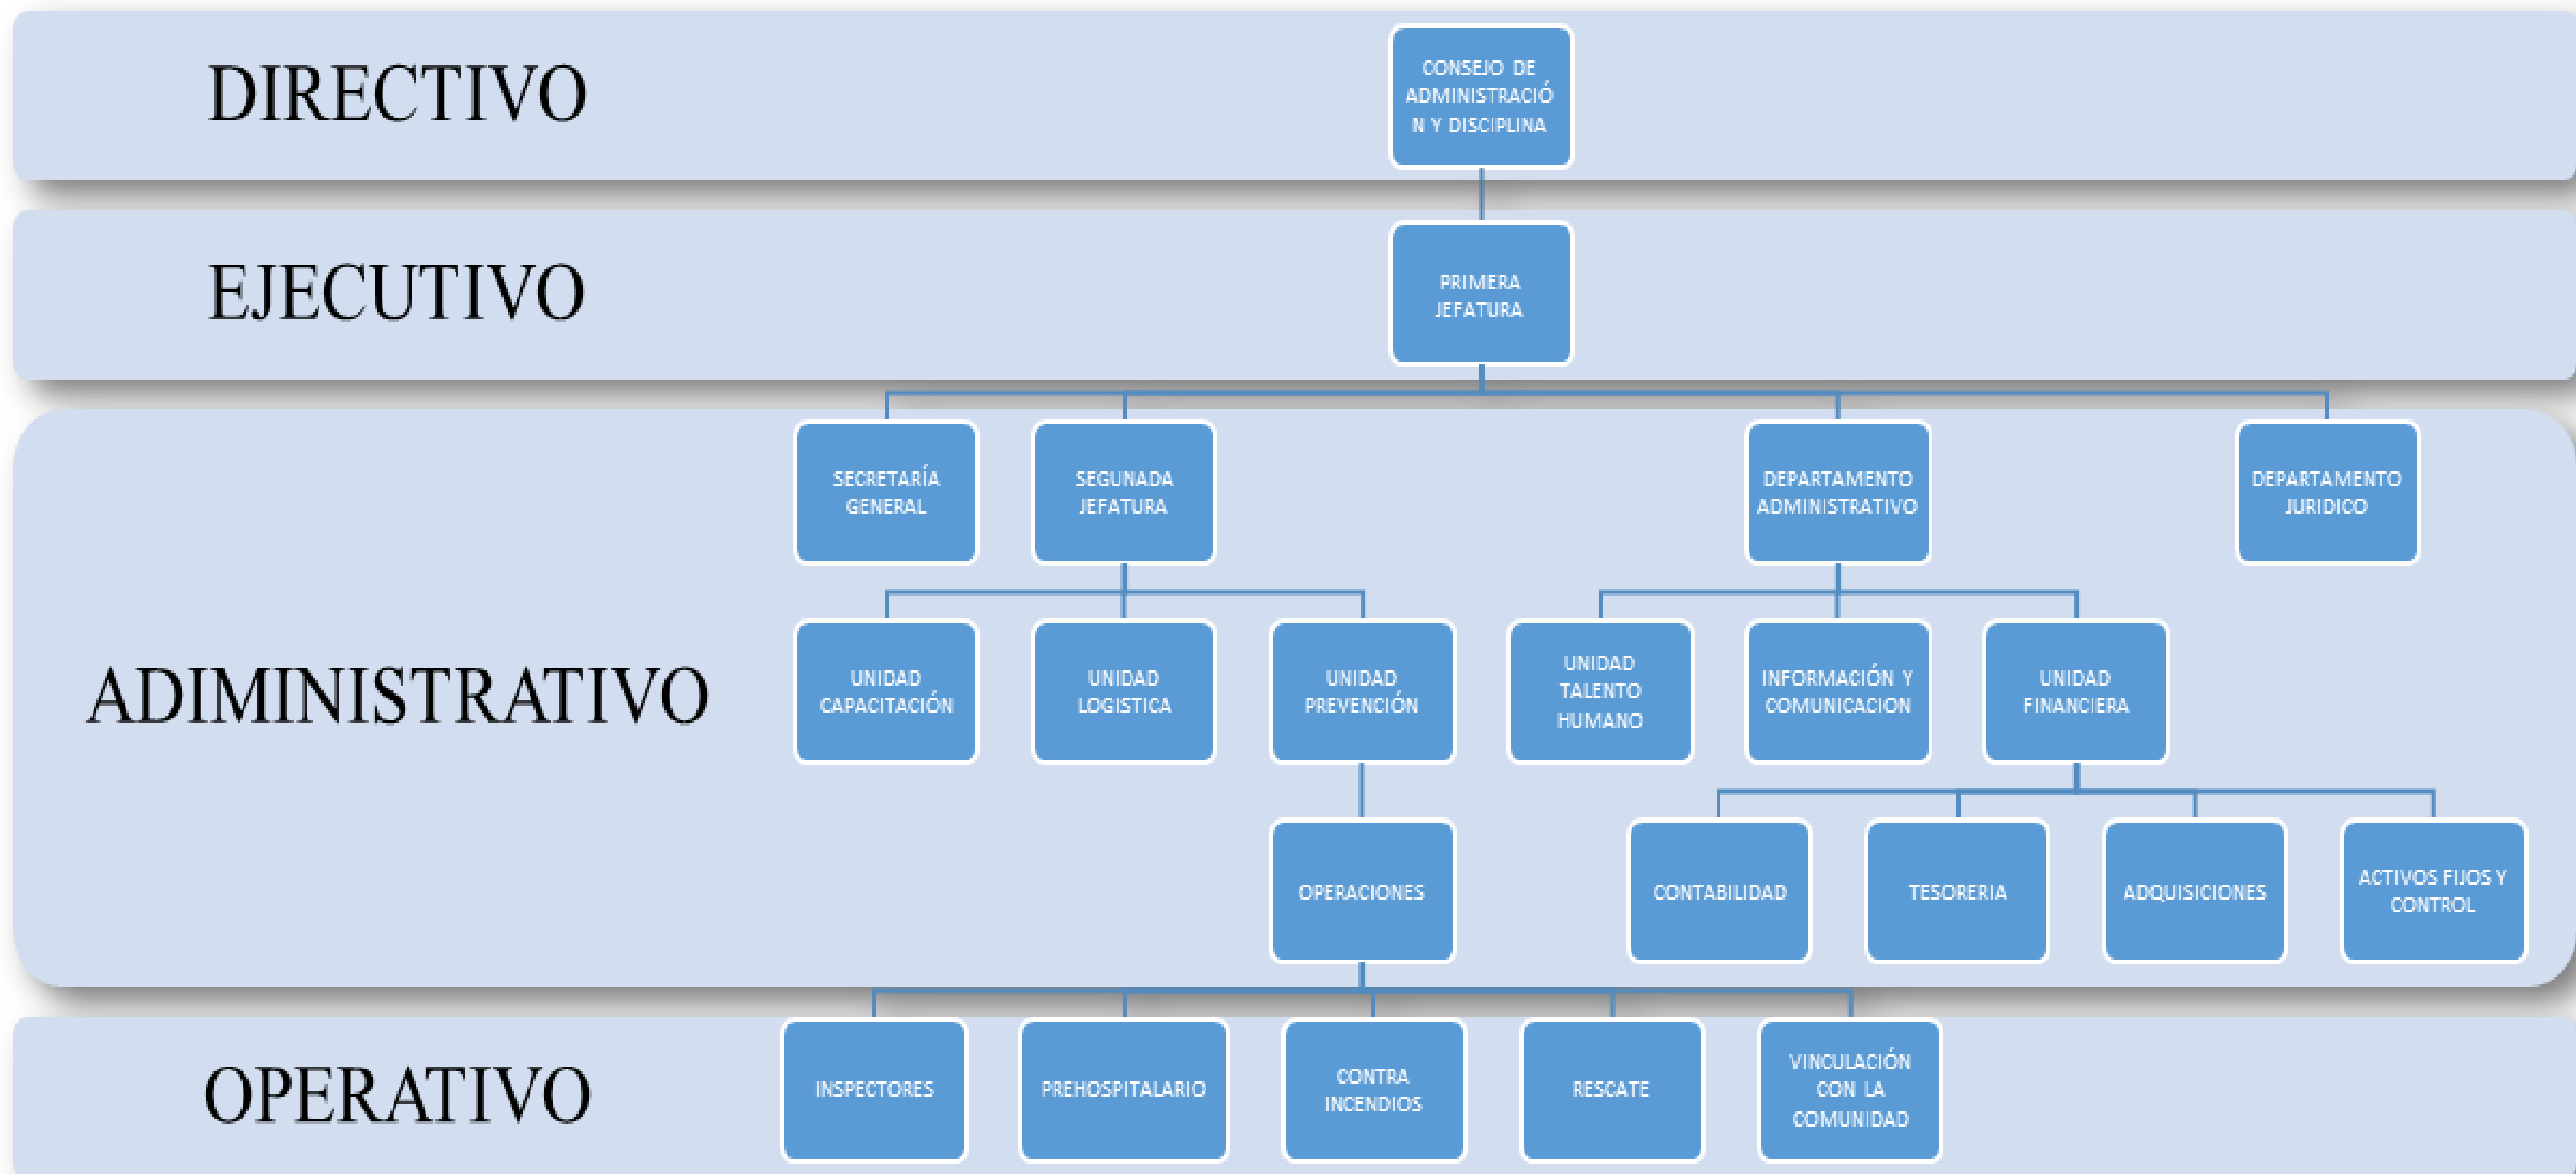 DIRECTIVO
CONSEJO DE
ADMINISTRACIÓ
N Y DISCIPLINA
EJECUTIVO
PRIMERA
JEFATURA
ADIMINISTRATIVO
SECRETARÍA
GENERAL
SEGUNADA
JEFATURA
DEPARTAMENTO
ADMINISTRATIVO
DEPARTAMENTO
JURIDICO
UNIDAD
CAPACITACIÓN
UNIDAD
LOGISTICA
UNIDAD
PREVENCIÓN
UNIDAD
TALENTO
HUMANO
INFORMACIÓN Y
COMUNICACION
UNIDAD
FINANCIERA
OPERACIONES
CONTABILIDAD
TESORERIA
ADQUISICIONES
ACTIVOS FIJOS Y
CONTROL
OPERATIVO
INSPECTORES
PREHOSPITALARIO
CONTRA
INCENDIOS
RESCATE
VINCULACIÓN
CON LA
COMUNIDAD